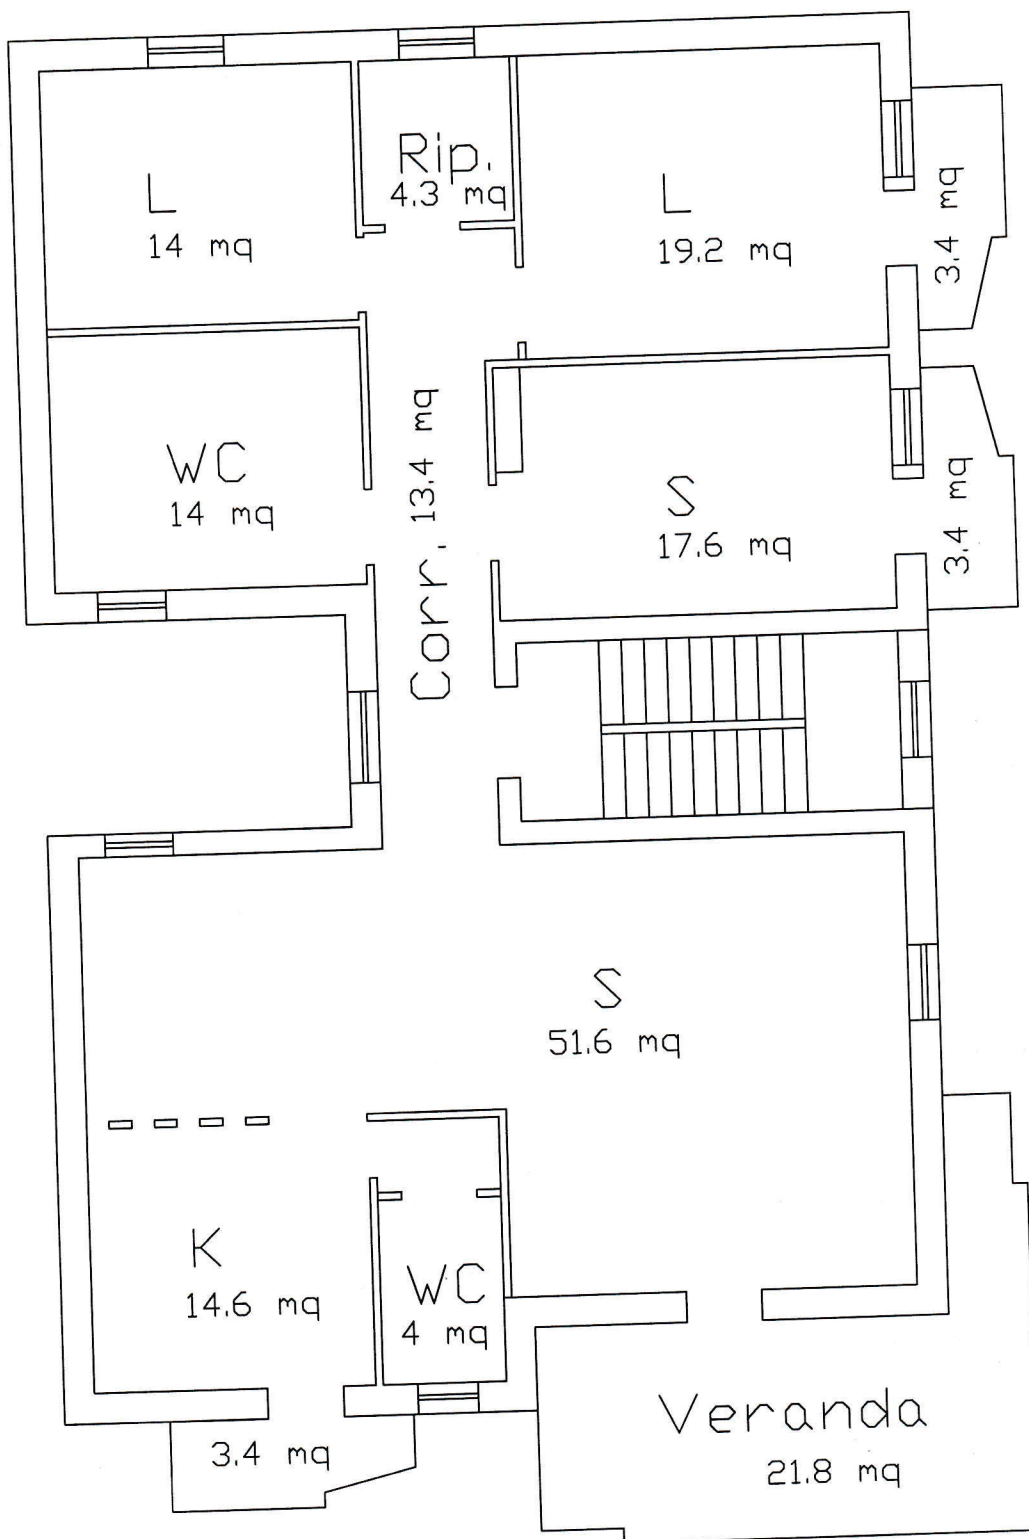 Rip.
4.3 mq
L
14 mq
L
19.2 mq
3.4 mq
WC
14 mq
Corr. 13.4 mq
S
17.6 mq
3.4 mq
S
51.6 mq
K
14.6 mq
WC
4 mq
3.4 mq
Veranda
21.8 mq